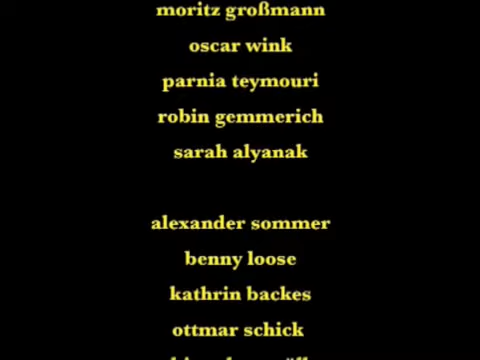 moritz großmann
oscar wink
parnia teymouri
robin gemmerich
sarah alyanak
alexander sommer
benny loose
kathrin backes
ottmar schick